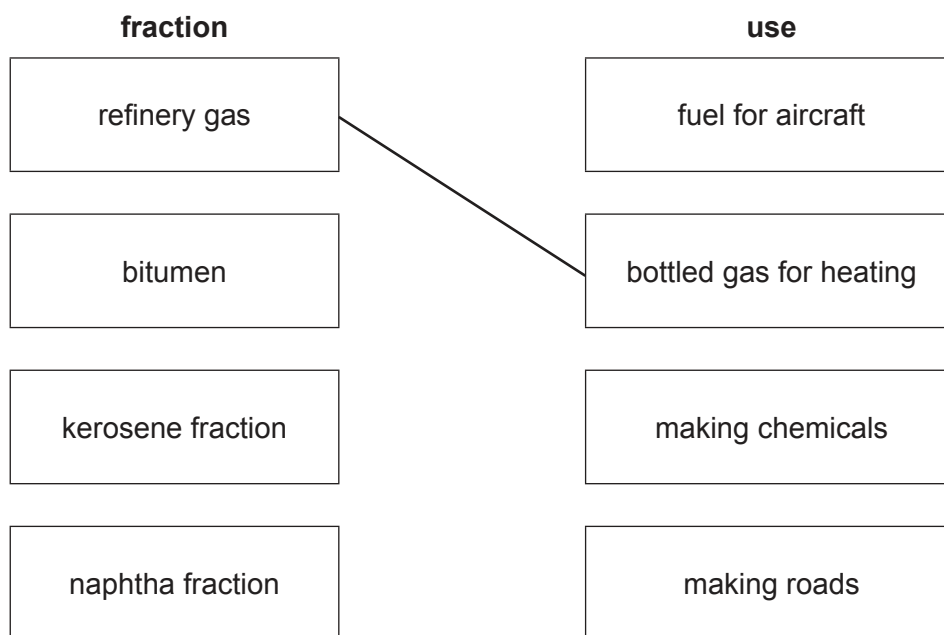 fraction
use
refinery gas
fuel for aircraft
bitumen
bottled gas for heating
kerosene fraction
making chemicals
naphtha fraction
making roads